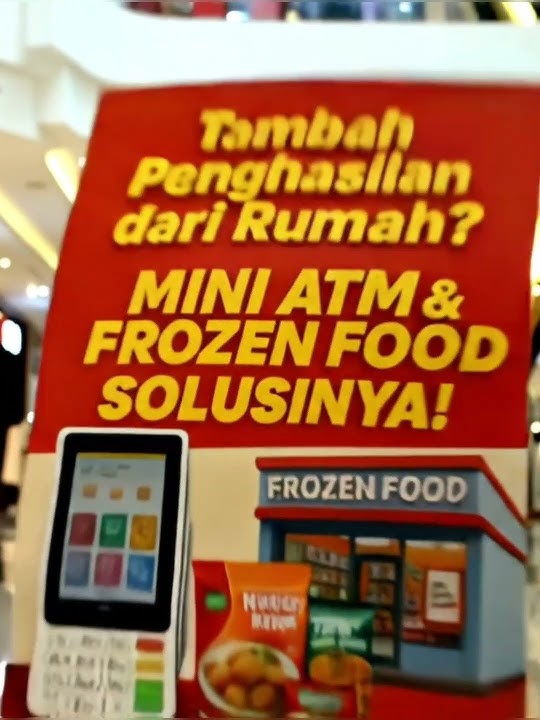 Tambah
Penghasilan
dari Rumah?
MINI ATM &
FROZEN FOOD
SOLUSINYA!
FROZEN FOOD